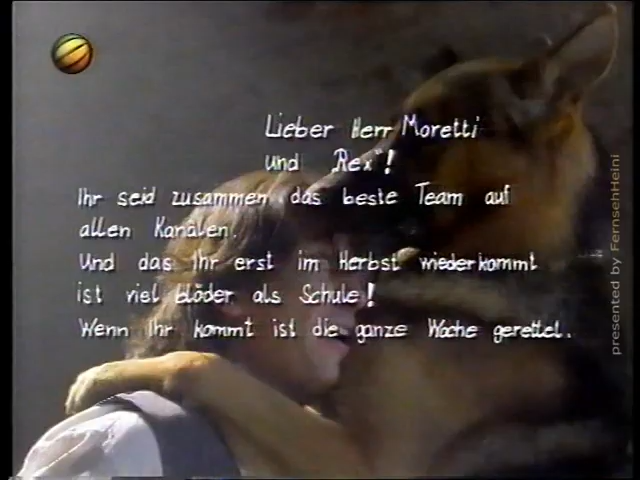 Lieber Herr Moretti
und „Rex"!
Ihr seid zusammen das beste Team auf
allen Kanälen.
Und das Ihr erst im Herbst wiederkommt
ist viel blöder als Schule!
Wenn Ihr kommt ist die ganze Woche gerettet.
presented by FernsehHeini